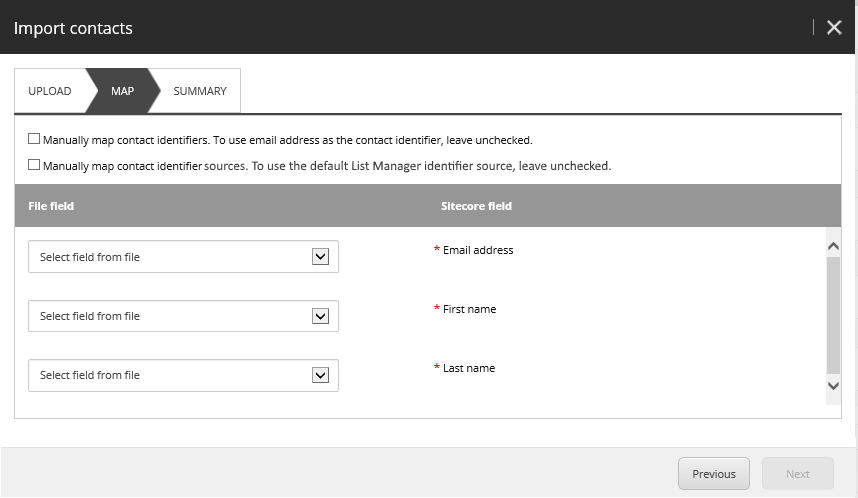 Import contacts
UPLOAD MAP SUMMARY
Manually map contact identifiers. To use email address as the contact identifier, leave unchecked.
Manually map contact identifier sources. To use the default List Manager identifier source, leave unchecked.
File field Sitecore field
Select field from file * Email address
Select field from file * First name
Select field from file * Last name
Previous Next